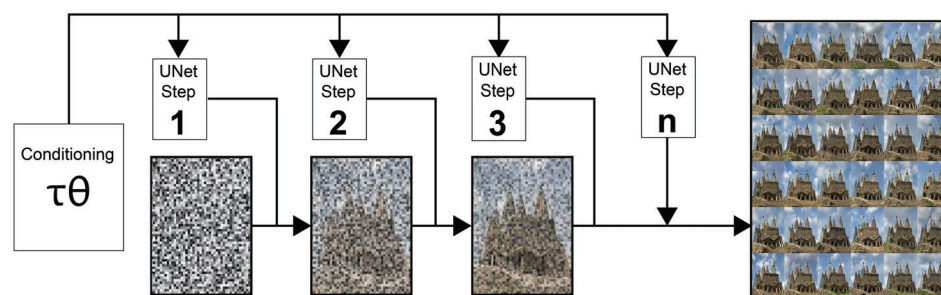 Conditioning
τθ
UNet
Step
1
UNet
Step
2
UNet
Step
3
UNet
Step
n